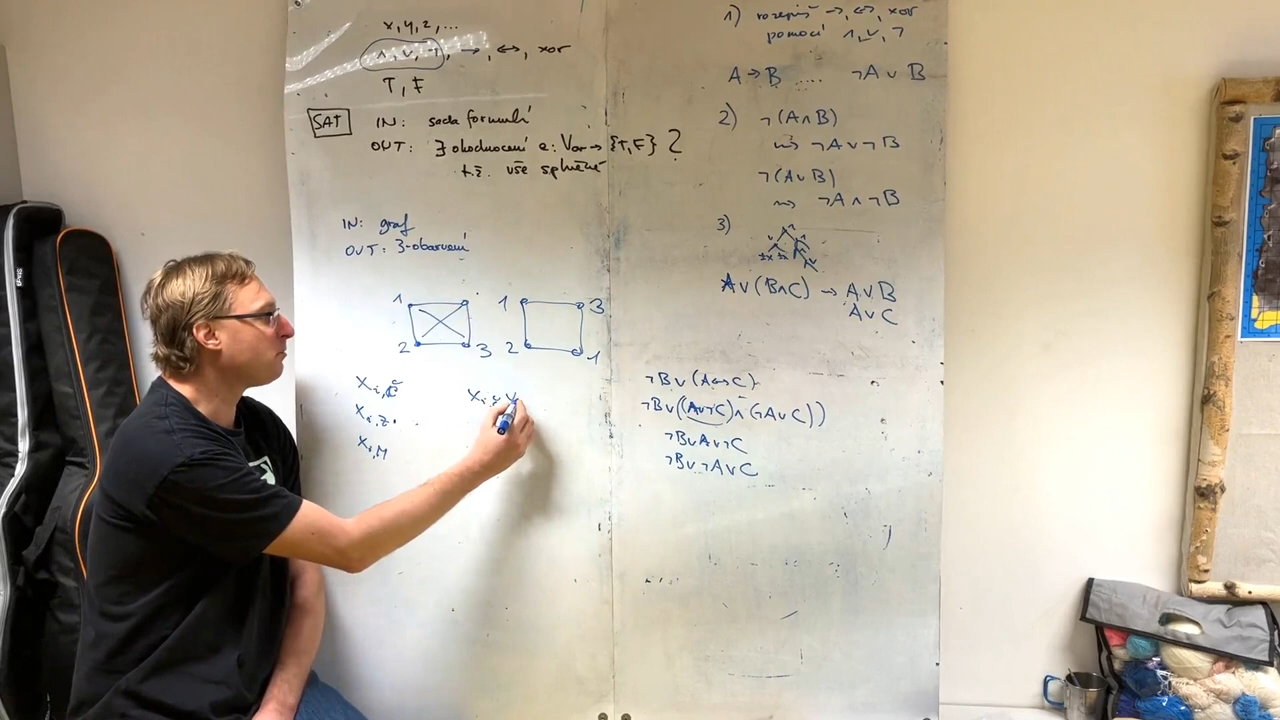 x, y, z, ...
∧, ∨, ¬, →, ↔, xor
T, F
SAT IN: sada formulí
OUT: ∃ ohodnocení e: Var → {T, F} ?
t.ž. vše splněné
IN: graf
OUT: 3-obarvení
1 2 3
1 3 2 1
x i,č
x i,z
x i,M
x i,č ∨
1) rozepiš →, ↔, xor
pomocí ∧, ∨, ¬
A → B .... ¬A ∨ B
2) ¬(A∧B)
¬A ∨ ¬B
¬(A∨B)
¬A ∧ ¬B
3)
A∨(B∧C) → A∨B
A∨C
¬B∨(A↔C)
¬B∨((A∨¬C)∧(¬A∨C))
¬B∨A∨¬C
¬B∨¬A∨C